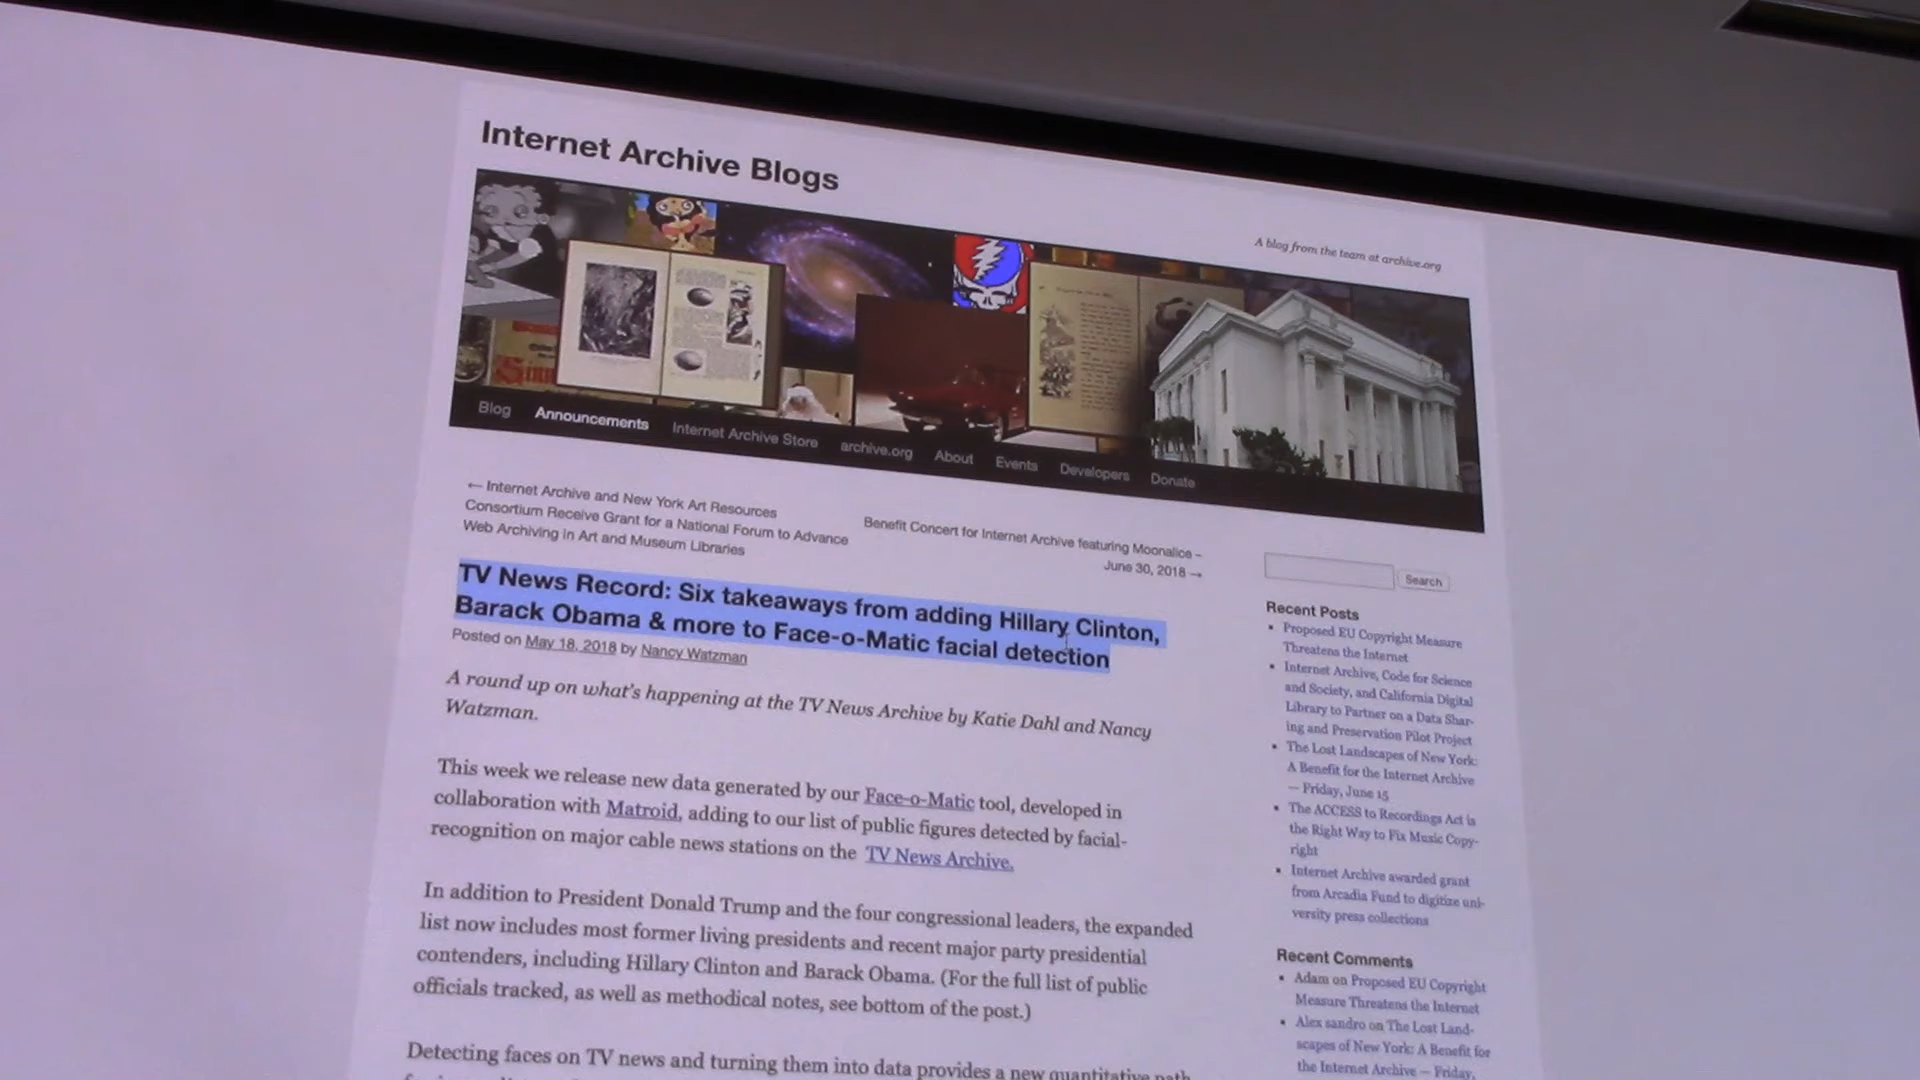 Internet Archive Blogs
A blog from the team at archive.org
Blog Announcements Internet Archive Store archive.org About Events Developers Donate
← Internet Archive and New York Art Resources
Consortium Receive Grant for a National Forum to Advance
Web Archiving in Art and Museum Libraries
Benefit Concert for Internet Archive featuring Moonalice –
June 30, 2018 →
TV News Record: Six takeaways from adding Hillary Clinton,
Barack Obama & more to Face-o-Matic facial detection
Posted on May 18, 2018 by Nancy Watzman
A round up on what's happening at the TV News Archive by Katie Dahl and Nancy
Watzman.
This week we release new data generated by our Face-o-Matic tool, developed in
collaboration with Matroid, adding to our list of public figures detected by facial-
recognition on major cable news stations on the TV News Archive.
In addition to President Donald Trump and the four congressional leaders, the expanded
list now includes most former living presidents and recent major party presidential
contenders, including Hillary Clinton and Barack Obama. (For the full list of public
officials tracked, as well as methodical notes, see bottom of the post.)
Detecting faces on TV news and turning them into data provides a new quantitative path
Search
Recent Posts
Proposed EU Copyright Measure
Threatens the Internet
Internet Archive, Code for Science
and Society, and California Digital
Library to Partner on a Data Shar-
ing and Preservation Pilot Project
The Lost Landscapes of New York:
A Benefit for the Internet Archive
— Friday, June 15
The ACCESS to Recordings Act is
the Right Way to Fix Music Copy-
right
Internet Archive awarded grant
from Arcadia Fund to digitize uni-
versity press collections
Recent Comments
Adam on Proposed EU Copyright
Measure Threatens the Internet
Alex sandro on The Lost Land-
scapes of New York: A Benefit for
the Internet Archive — Friday,